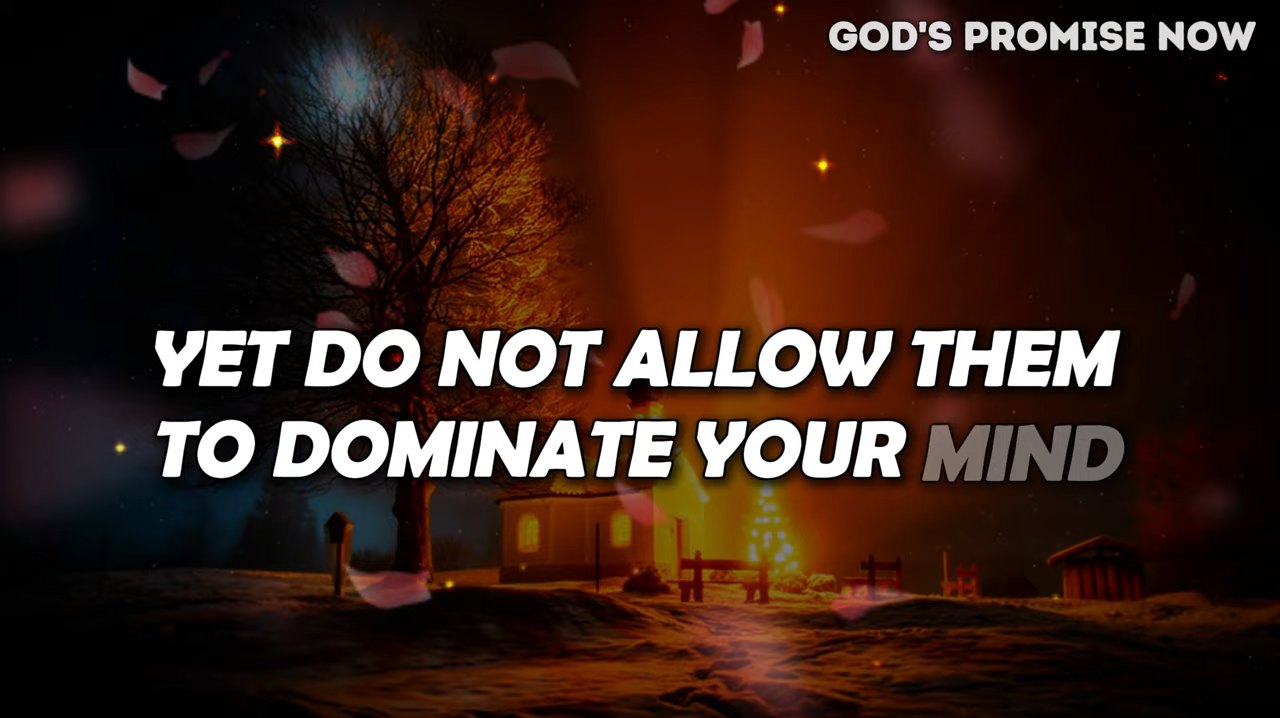 GOD'S PROMISE NOW
YET DO NOT ALLOW THEM
TO DOMINATE YOUR MIND